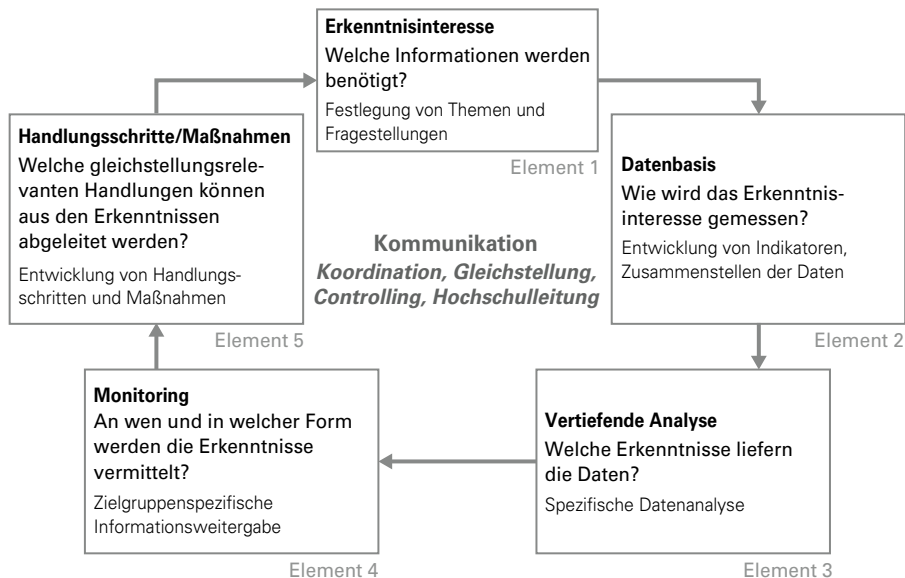 Erkenntnisinteresse
Welche Informationen werden
benötigt?
Festlegung von Themen und
Fragestellungen
Element 1
Datenbasis
Wie wird das Erkenntnis-
interesse gemessen?
Entwicklung von Indikatoren,
Zusammenstellen der Daten
Element 2
Vertiefende Analyse
Welche Erkenntnisse liefern
die Daten?
Spezifische Datenanalyse
Element 3
Monitoring
An wen und in welcher Form
werden die Erkenntnisse
vermittelt?
Zielgruppenspezifische
Informationsweitergabe
Element 4
Handlungsschritte/Maßnahmen
Welche gleichstellungsrele-
vanten Handlungen können
aus den Erkenntnissen
abgeleitet werden?
Entwicklung von Handlungs-
schritten und Maßnahmen
Element 5
Kommunikation
Koordination, Gleichstellung,
Controlling, Hochschulleitung